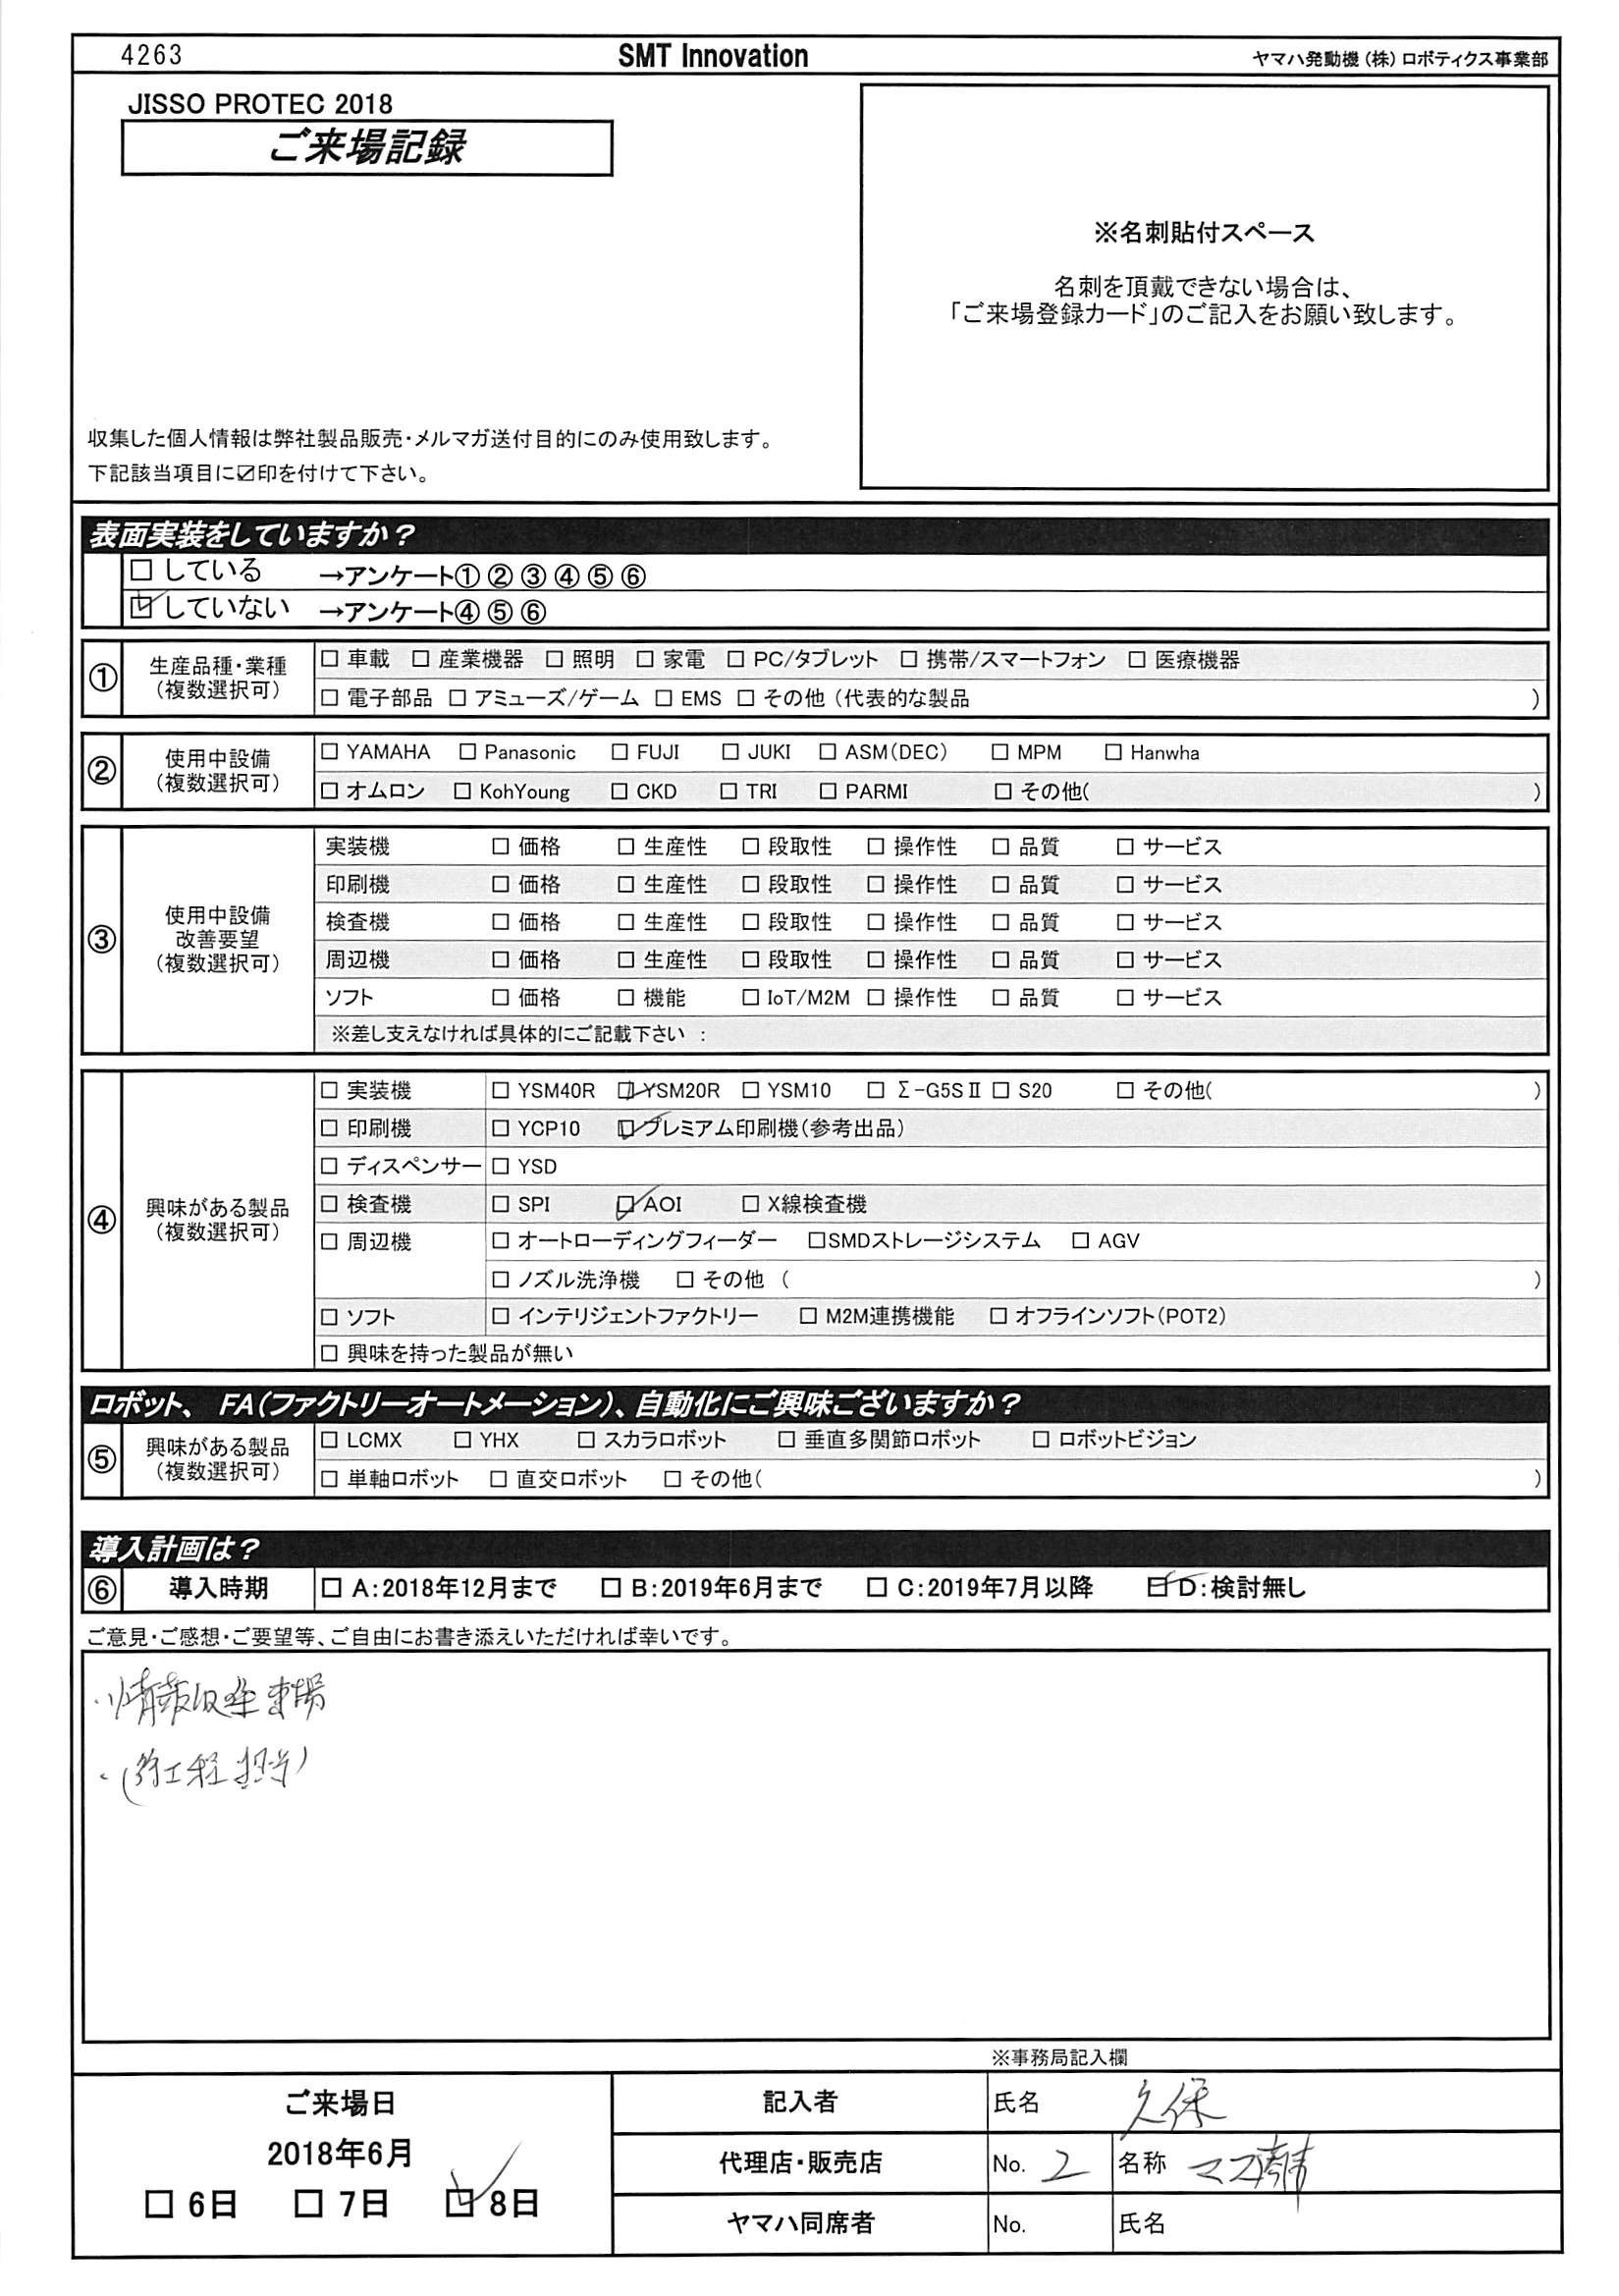 4263 SMT Innovation ヤマハ発動機（株）ロボティクス事業部
JISSO PROTEC 2018
ご来場記録
※名刺貼付スペース
名刺を頂戴できない場合は、
「ご来場登録カード」のご記入をお願い致します。
収集した個人情報は弊社製品販売・メルマガ送付目的にのみ使用致します。
下記該当項目に☑印を付けて下さい。
表面実装をしていますか？
□ している →アンケート①②③④⑤⑥
☑ していない →アンケート④⑤⑥
① 生産品種・業種
（複数選択可）
□ 車載 □ 産業機器 □ 照明 □ 家電 □ PC/タブレット □ 携帯/スマートフォン □ 医療機器
□ 電子部品 □ アミューズ/ゲーム □ EMS □ その他（代表的な製品 ）
② 使用中設備
（複数選択可）
□ YAMAHA □ Panasonic □ FUJI □ JUKI □ ASM(DEC) □ MPM □ Hanwha
□ オムロン □ KohYoung □ CKD □ TRI □ PARMI □ その他( )
③ 使用中設備
改善要望
（複数選択可）
実装機 □ 価格 □ 生産性 □ 段取性 □ 操作性 □ 品質 □ サービス
印刷機 □ 価格 □ 生産性 □ 段取性 □ 操作性 □ 品質 □ サービス
検査機 □ 価格 □ 生産性 □ 段取性 □ 操作性 □ 品質 □ サービス
周辺機 □ 価格 □ 生産性 □ 段取性 □ 操作性 □ 品質 □ サービス
ソフト □ 価格 □ 機能 □ IoT/M2M □ 操作性 □ 品質 □ サービス
※差し支えなければ具体的にご記載下さい ：
④ 興味がある製品
（複数選択可）
□ 実装機 □ YSM40R ☑ YSM20R □ YSM10 □ Σ-G5SⅡ □ S20 □ その他( )
□ 印刷機 □ YCP10 ☑ プレミアム印刷機(参考出品)
□ ディスペンサー □ YSD
□ 検査機 □ SPI ☑ AOI □ X線検査機
□ 周辺機 □ オートローディングフィーダー □SMDストレージシステム □ AGV
□ ノズル洗浄機 □ その他 ( )
□ ソフト □ インテリジェントファクトリー □ M2M連携機能 □ オフラインソフト(POT2)
□ 興味を持った製品が無い
ロボット、 FA(ファクトリーオートメーション)、自動化にご興味ございますか？
⑤ 興味がある製品
（複数選択可）
□ LCMX □ YHX □ スカラロボット □ 垂直多関節ロボット □ ロボットビジョン
□ 単軸ロボット □ 直交ロボット □ その他( )
導入計画は？
⑥ 導入時期 □ A:2018年12月まで □ B:2019年6月まで □ C:2019年7月以降 ☑ D:検討無し
ご意見・ご感想・ご要望等、ご自由にお書き添えいただければ幸いです。
・情報収集 来場
・( 工程 担当)
※事務局記入欄
ご来場日
2018年6月
□ 6日 □ 7日 ☑ 8日
記入者 氏名 久保
代理店・販売店 No. 2 名称
ヤマハ同席者 No. 氏名